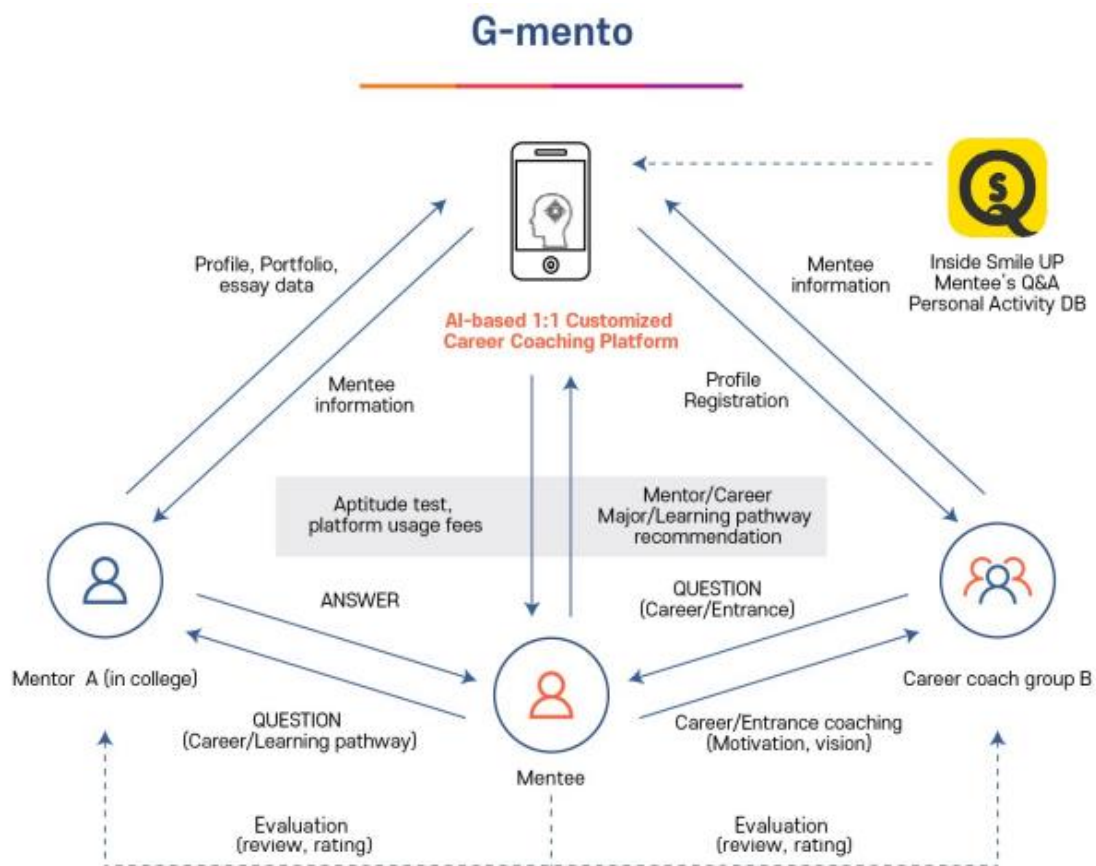 G-mento
S
Q
Profile, Portfolio,
essay data
Mentee
information
Inside Smile UP
Mentee's Q&A
Personal Activity DB
AI-based 1:1 Customized
Career Coaching Platform
Mentee
information
Profile
Registration
Aptitude test,
platform usage fees
Mentor/Career
Major/Learning pathway
recommendation
ANSWER
QUESTION
(Career/Entrance)
Mentor A (in college)
Career coach group B
QUESTION
(Career/Learning pathway)
Career/Entrance coaching
(Motivation, vision)
Mentee
Evaluation
(review, rating)
Evaluation
(review, rating)